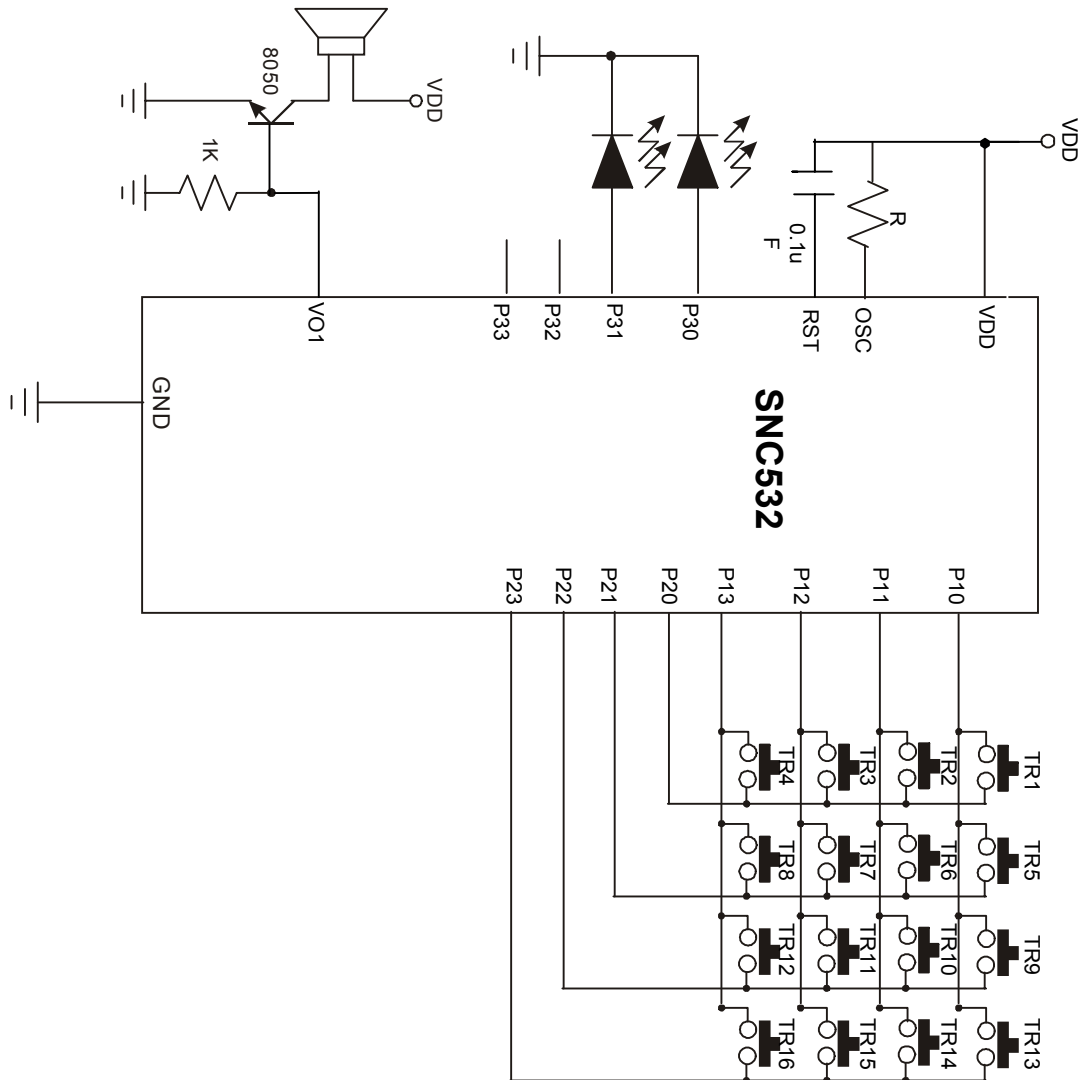 8050
VDD
1K
VDD
R
0.1u
F
VO1
P33
P32
P31
P30
RST
OSC
VDD
GND
SNC532
P23
P22
P21
P20
P13
P12
P11
P10
TR4
TR3
TR2
TR1
TR8
TR7
TR6
TR5
TR12
TR11
TR10
TR9
TR16
TR15
TR14
TR13